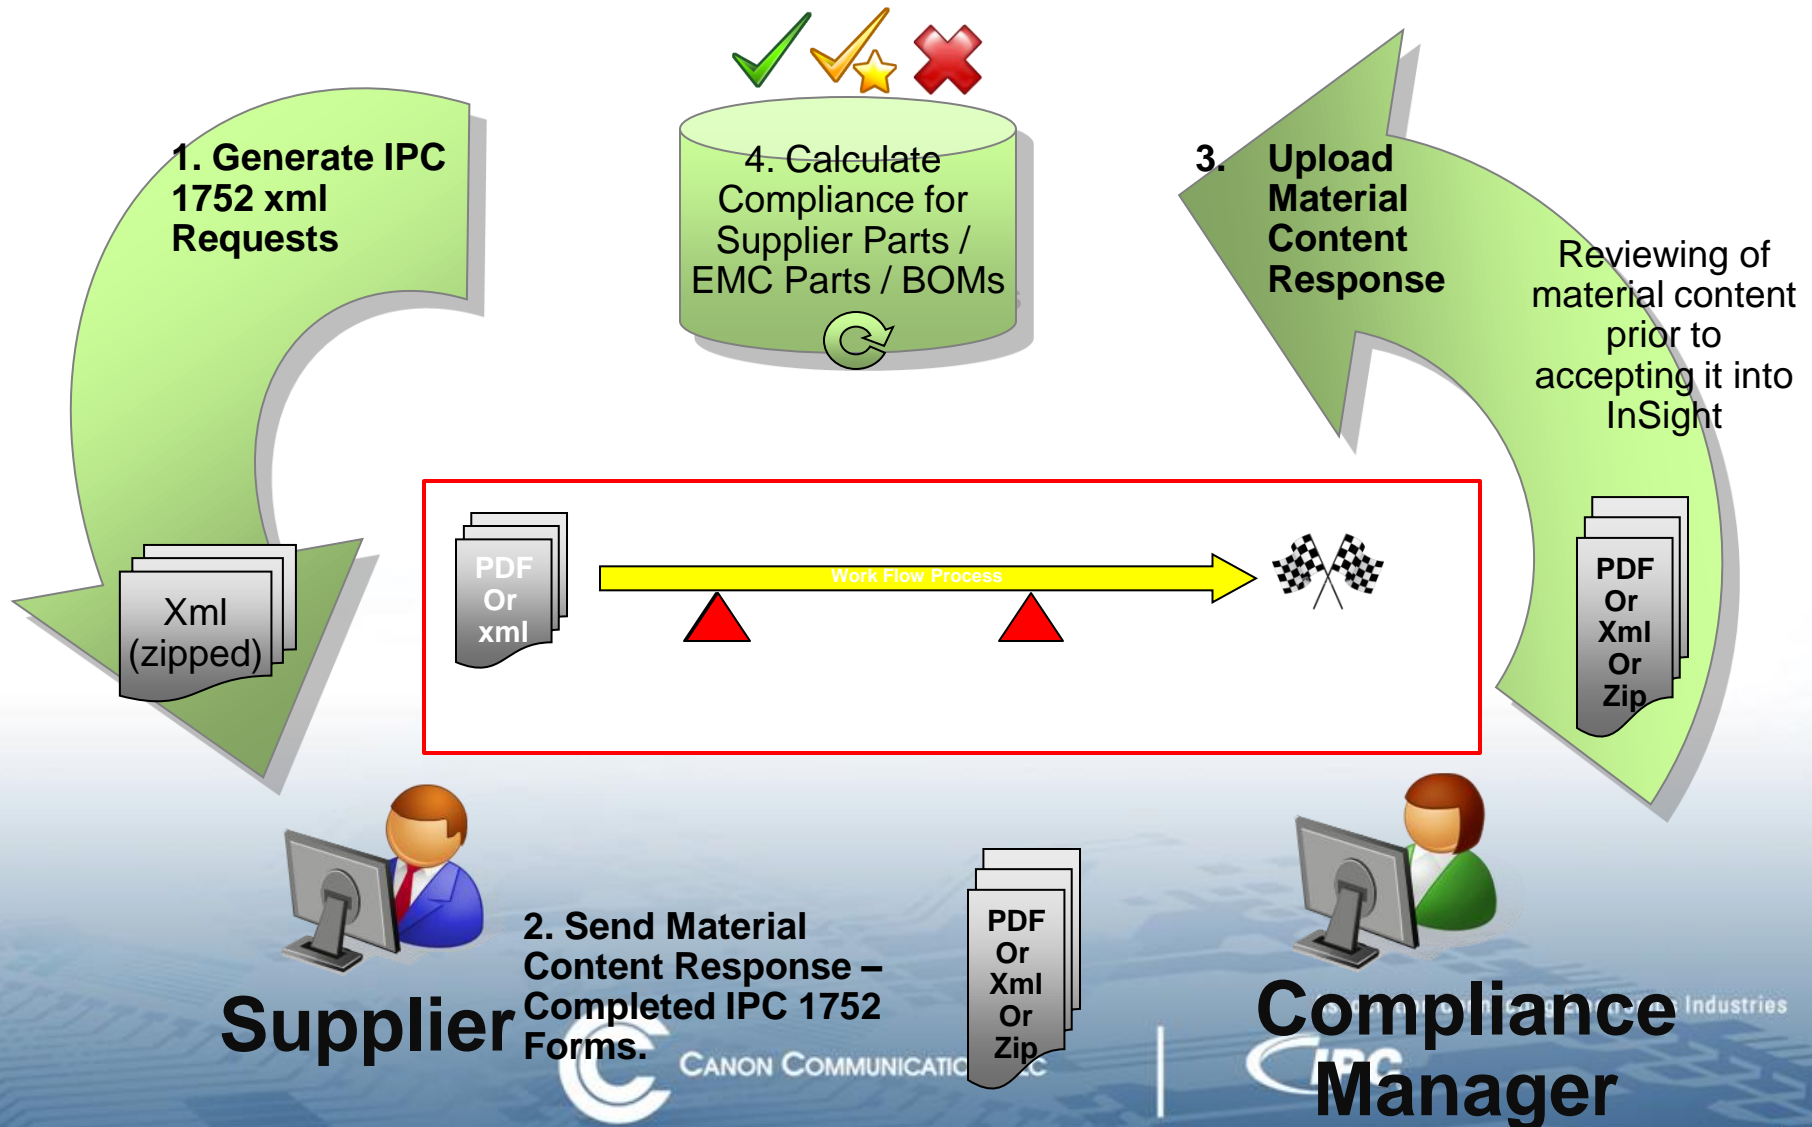 1. Generate IPC
1752 xml
Requests
4. Calculate
Compliance for
Supplier Parts /
EMC Parts / BOMs
3. Upload
Material
Content
Response
Reviewing of
material content
prior to
accepting it into
InSight
Xml
(zipped)
PDF
Or
xml
Work Flow Process
PDF
Or
Xml
Or
Zip
Supplier
2. Send Material
Content Response –
Completed IPC 1752
Forms.
PDF
Or
Xml
Or
Zip
Compliance
Manager
Industries
CANON COMMUNICATIO
IPC